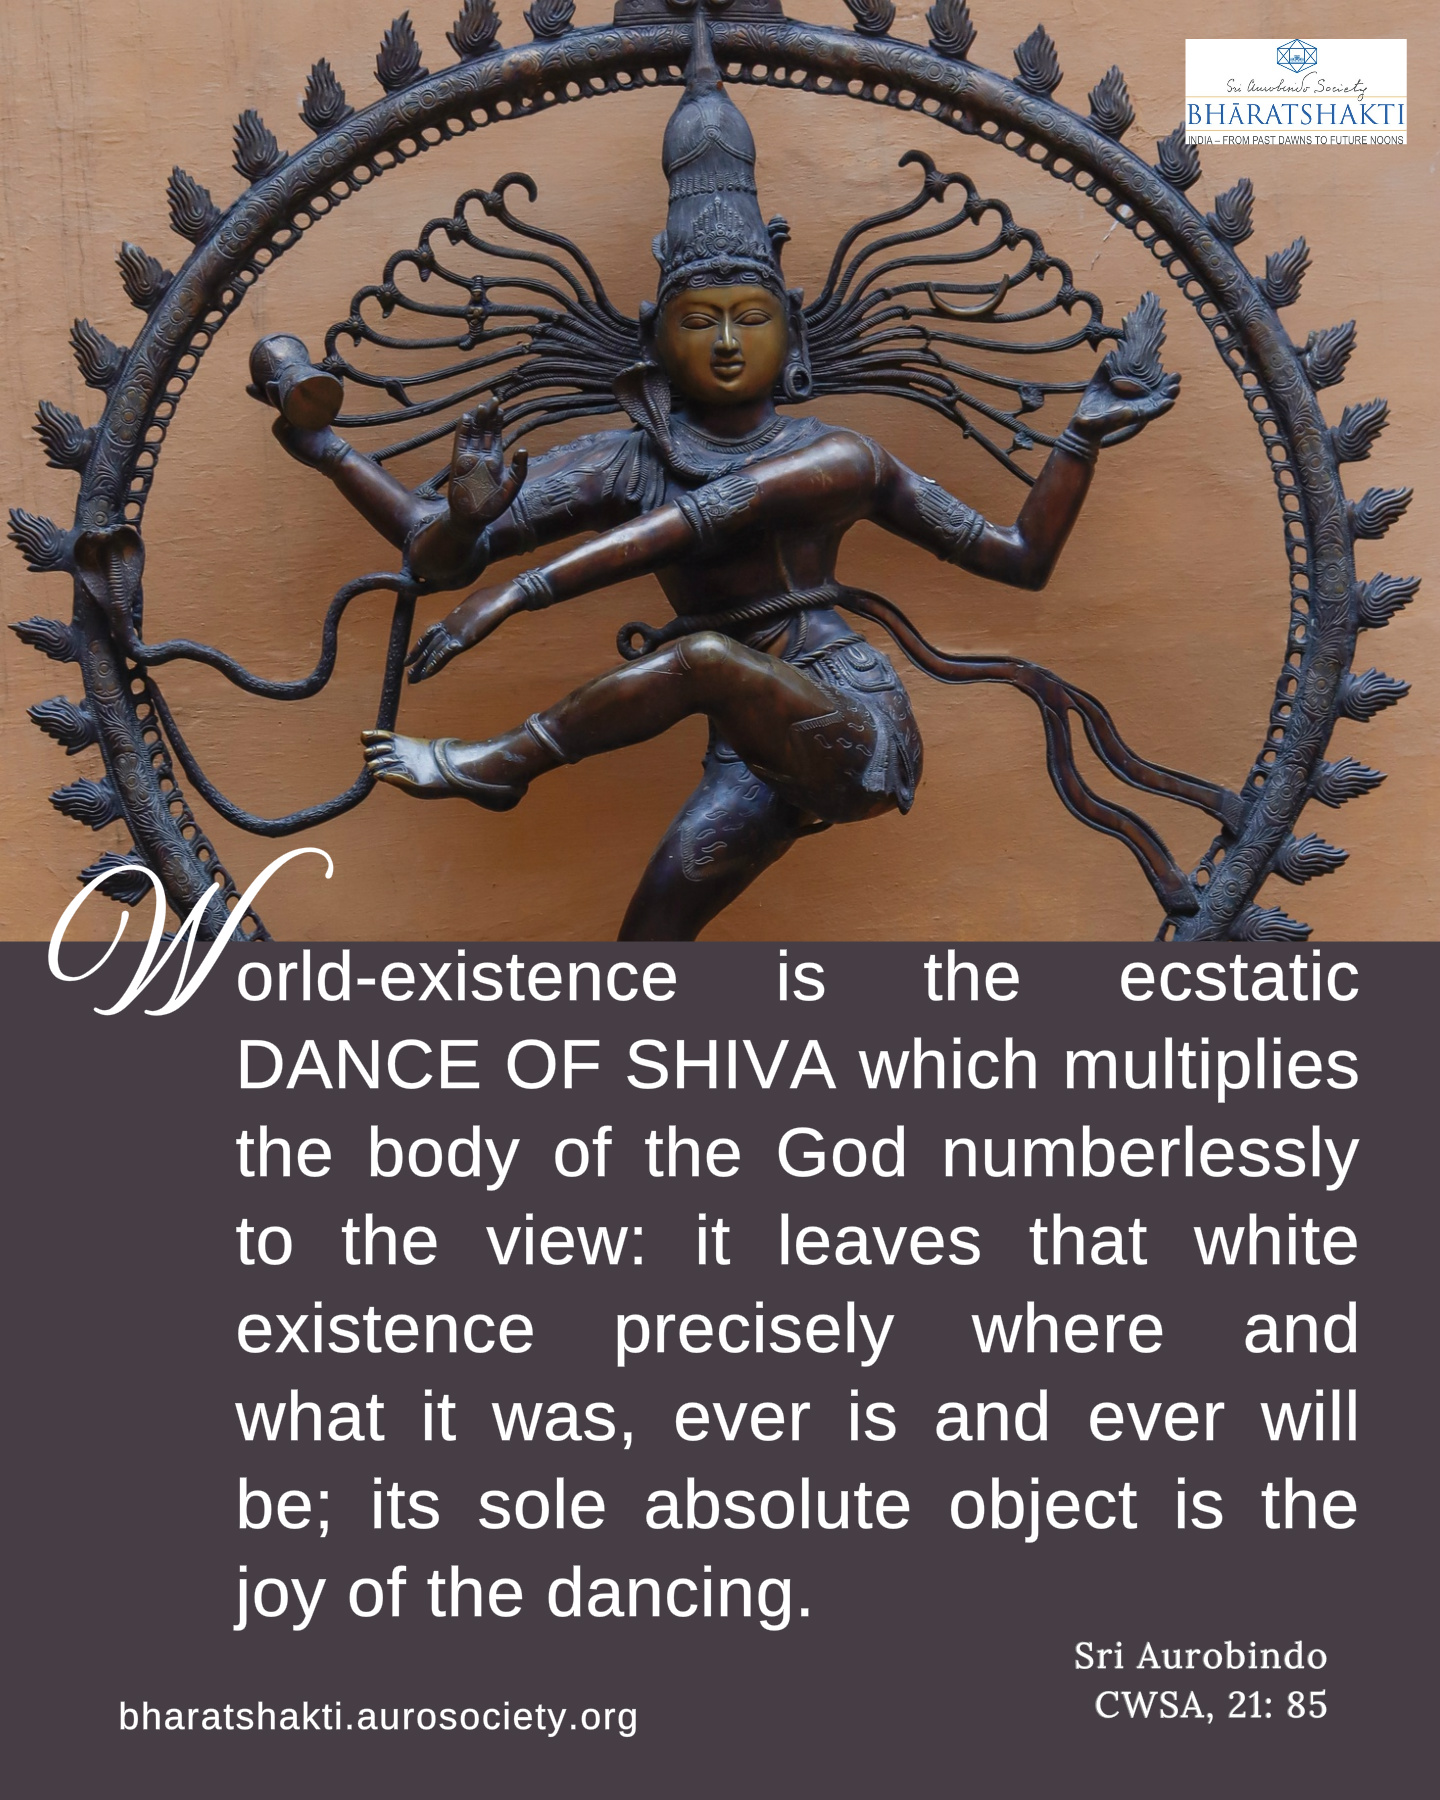 Sri Aurobindo Society
BHĀRATSHAKTI
INDIA – FROM PAST DAWNS TO FUTURE NOONS
World-existence is the ecstatic
DANCE OF SHIVA which multiplies
the body of the God numberlessly
to the view: it leaves that white
existence precisely where and
what it was, ever is and ever will
be; its sole absolute object is the
joy of the dancing.
Sri Aurobindo
CWSA, 21: 85
bharatshakti.aurosociety.org